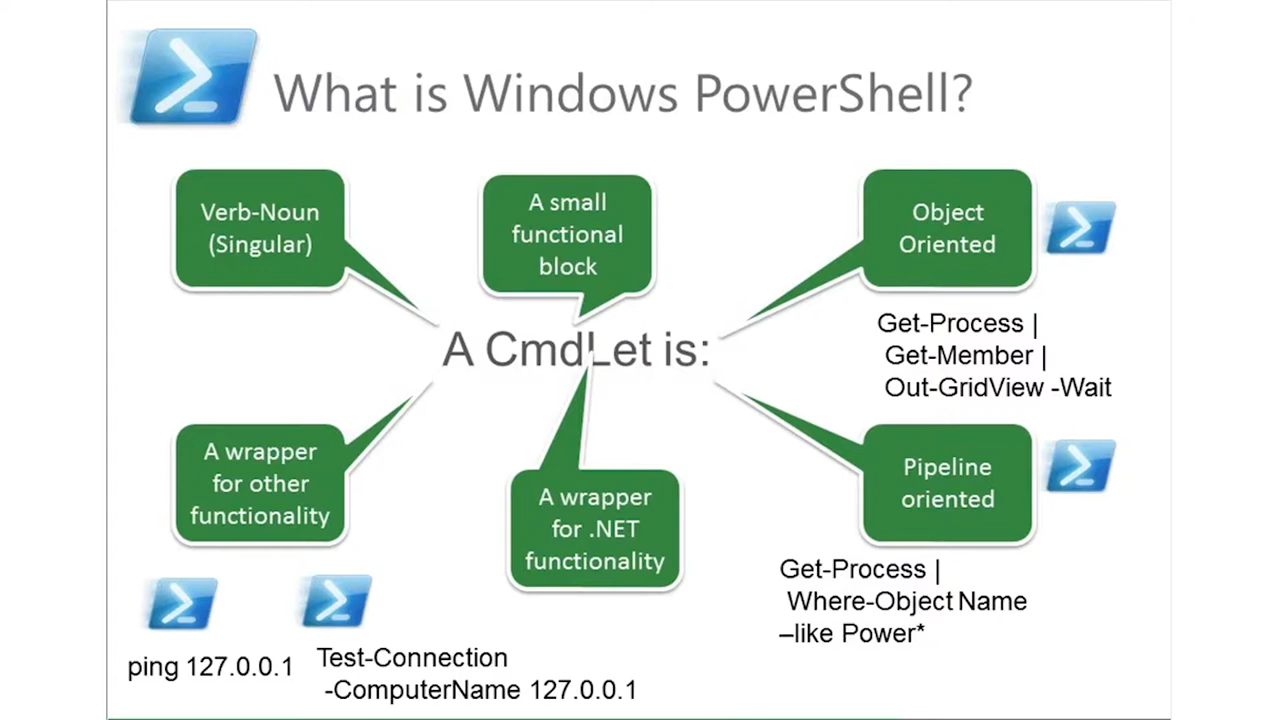 What is Windows PowerShell?
Verb-Noun
(Singular)
A small
functional
block
Object
Oriented
Get-Process |
Get-Member |
Out-GridView -Wait
A CmdLet is:
A wrapper
for other
functionality
A wrapper
for .NET
functionality
Pipeline
oriented
Get-Process |
Where-Object Name
–like Power*
ping 127.0.0.1
Test-Connection
-ComputerName 127.0.0.1